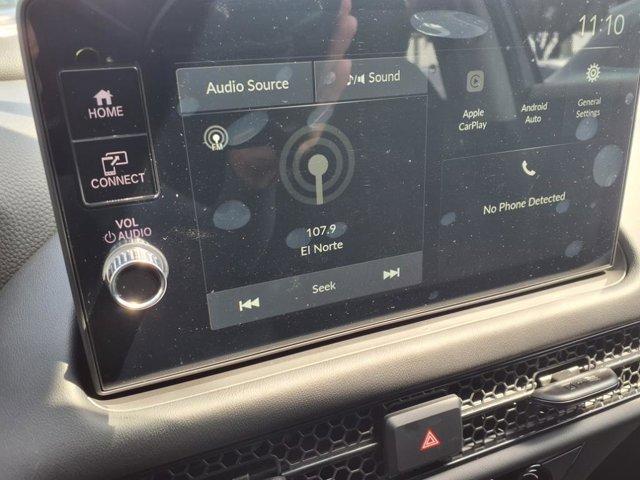 11:10
HOME
CONNECT
VOL
AUDIO
Audio Source
Sound
FM
107.9
El Norte
Seek
Apple
CarPlay
Android
Auto
General
Settings
No Phone Detected